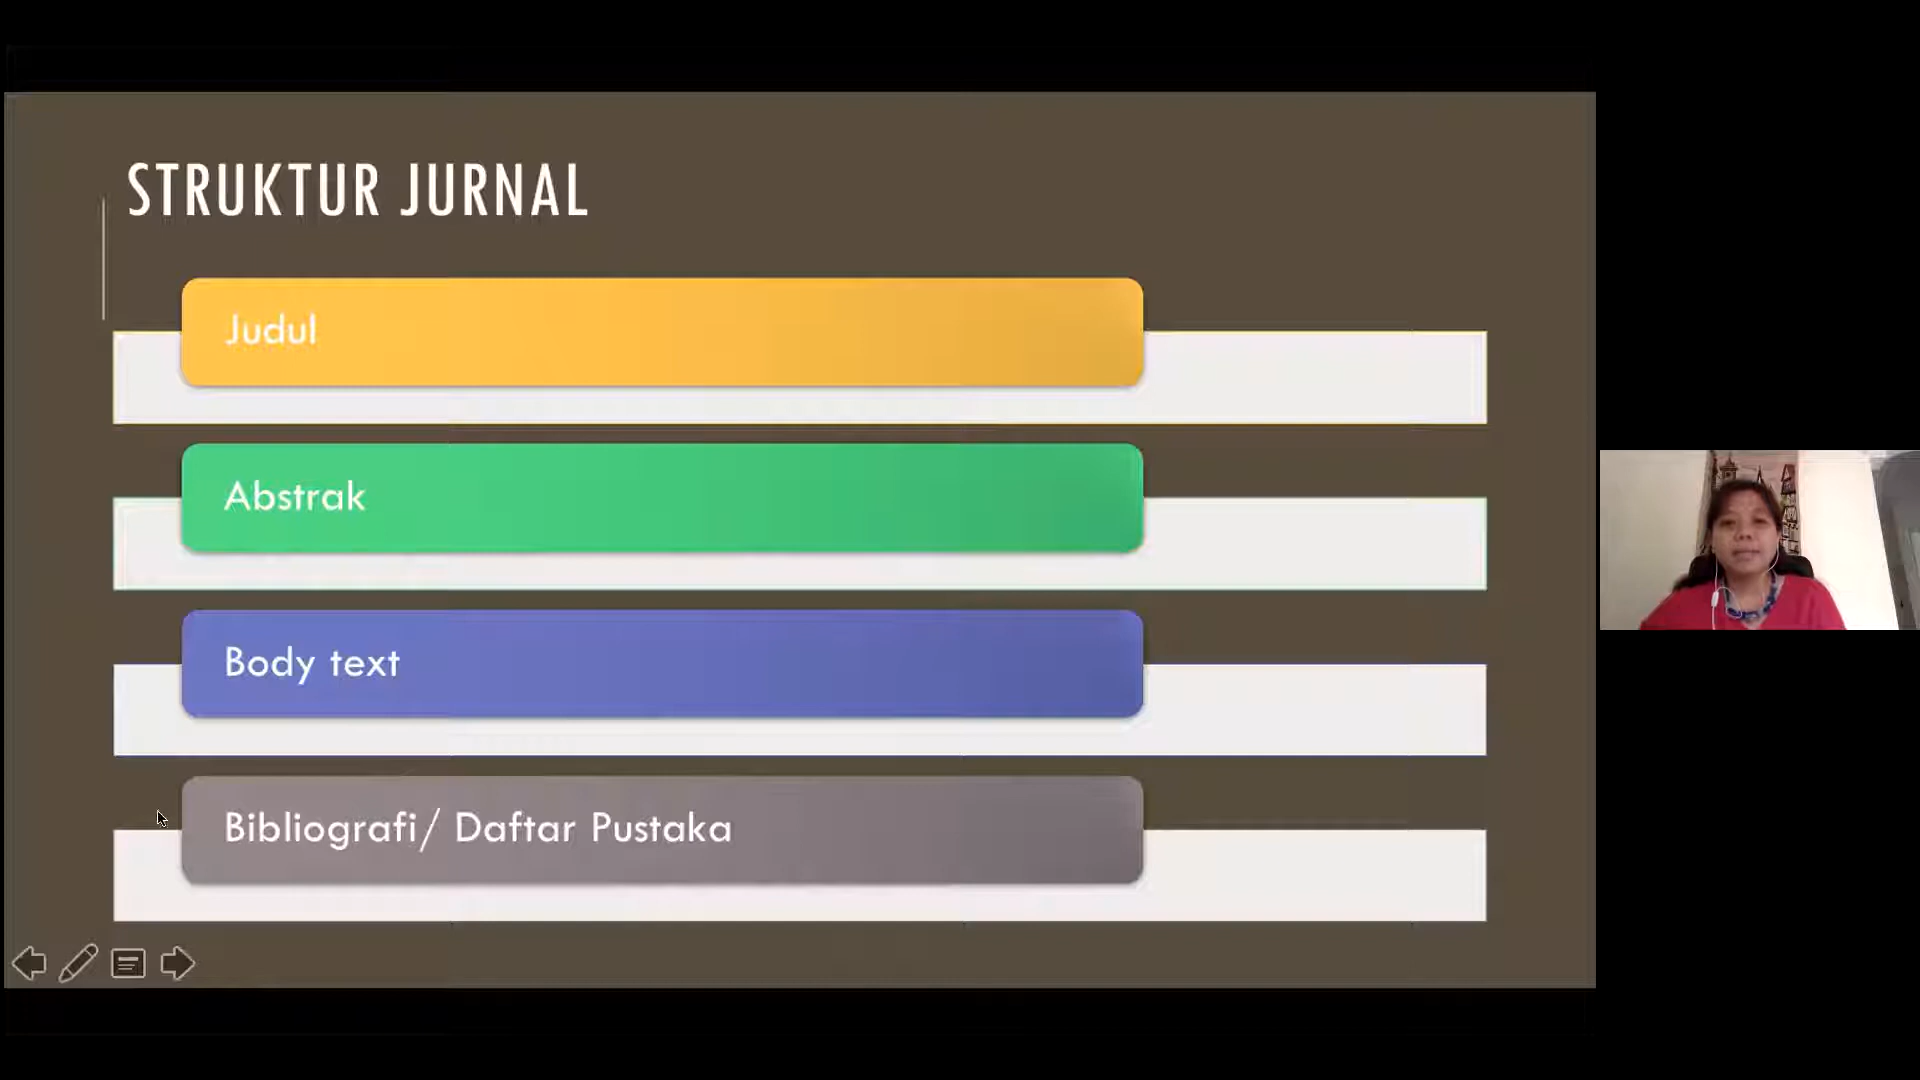 STRUKTUR JURNAL
Judul
Abstrak
Body text
Bibliografi/ Daftar Pustaka